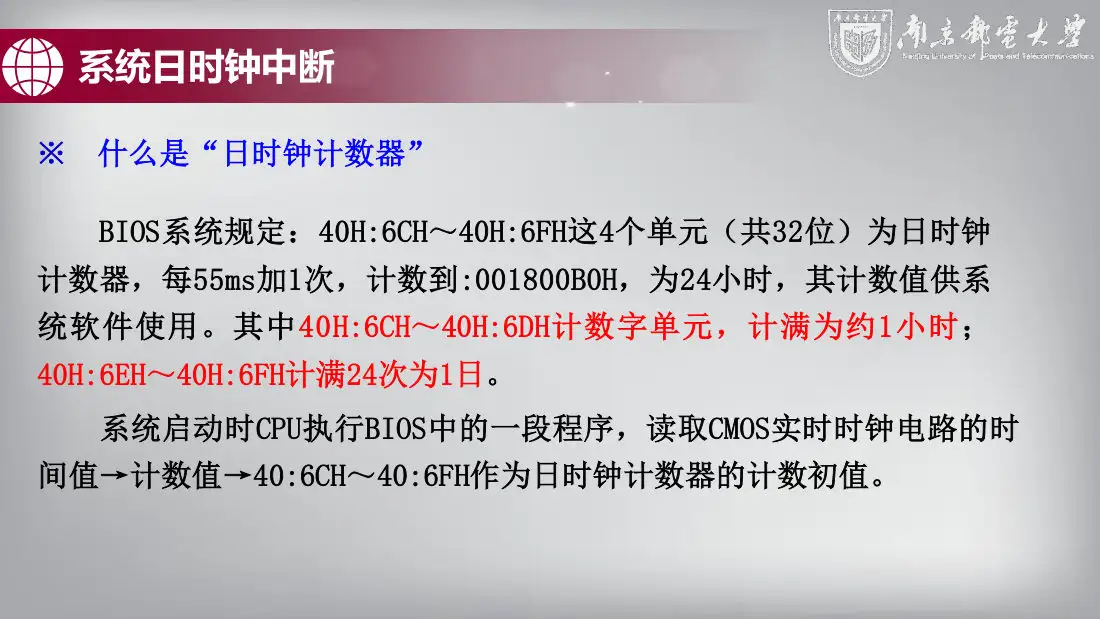 系统日时钟中断
南京邮电大学
Nanjing University of Posts and Telecommunications
※ 什么是“日时钟计数器”
BIOS系统规定：40H:6CH～40H:6FH这4个单元（共32位）为日时钟
计数器，每55ms加1次，计数到:001800B0H，为24小时，其计数值供系
统软件使用。其中40H:6CH～40H:6DH计数字单元，计满为约1小时；
40H:6EH～40H:6FH计满24次为1日。
系统启动时CPU执行BIOS中的一段程序，读取CMOS实时时钟电路的时
间值→计数值→40:6CH～40:6FH作为日时钟计数器的计数初值。